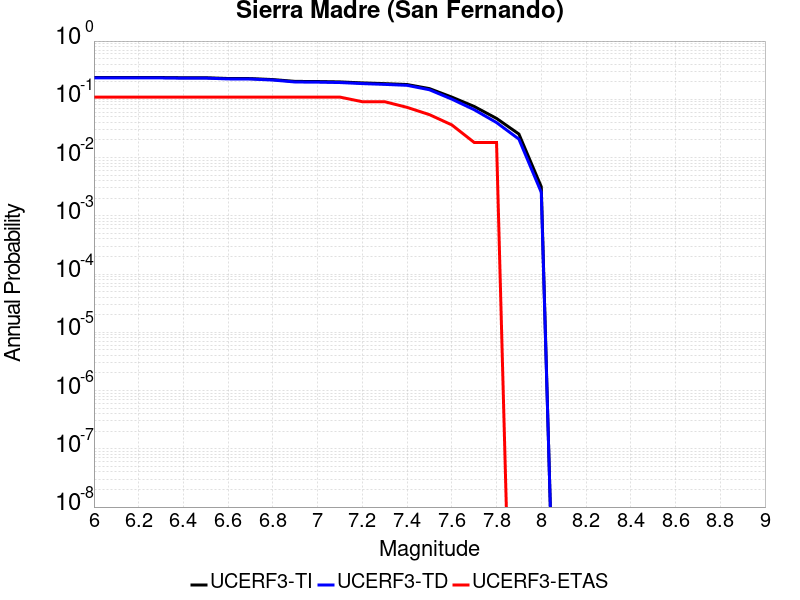 Sierra Madre (San Fernando)
10^0
10^-1
10^-2
10^-3
10^-4
10^-5
10^-6
10^-7
10^-8
Annual Probability
6 6.2 6.4 6.6 6.8 7 7.2 7.4 7.6 7.8 8 8.2 8.4 8.6 8.8 9
Magnitude
UCERF3-TI UCERF3-TD UCERF3-ETAS